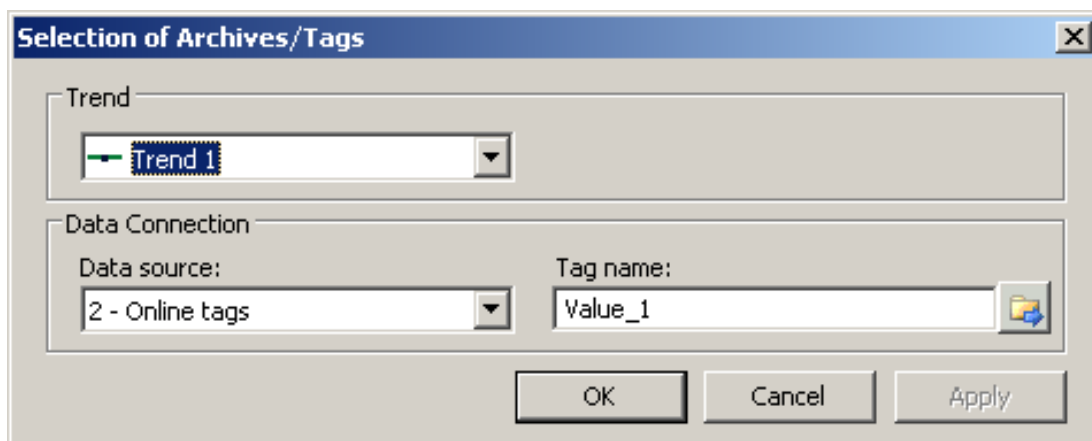 Selection of Archives/Tags
Trend
Trend 1
Data Connection
Data source: Tag name:
2 - Online tags Value_1
OK Cancel Apply